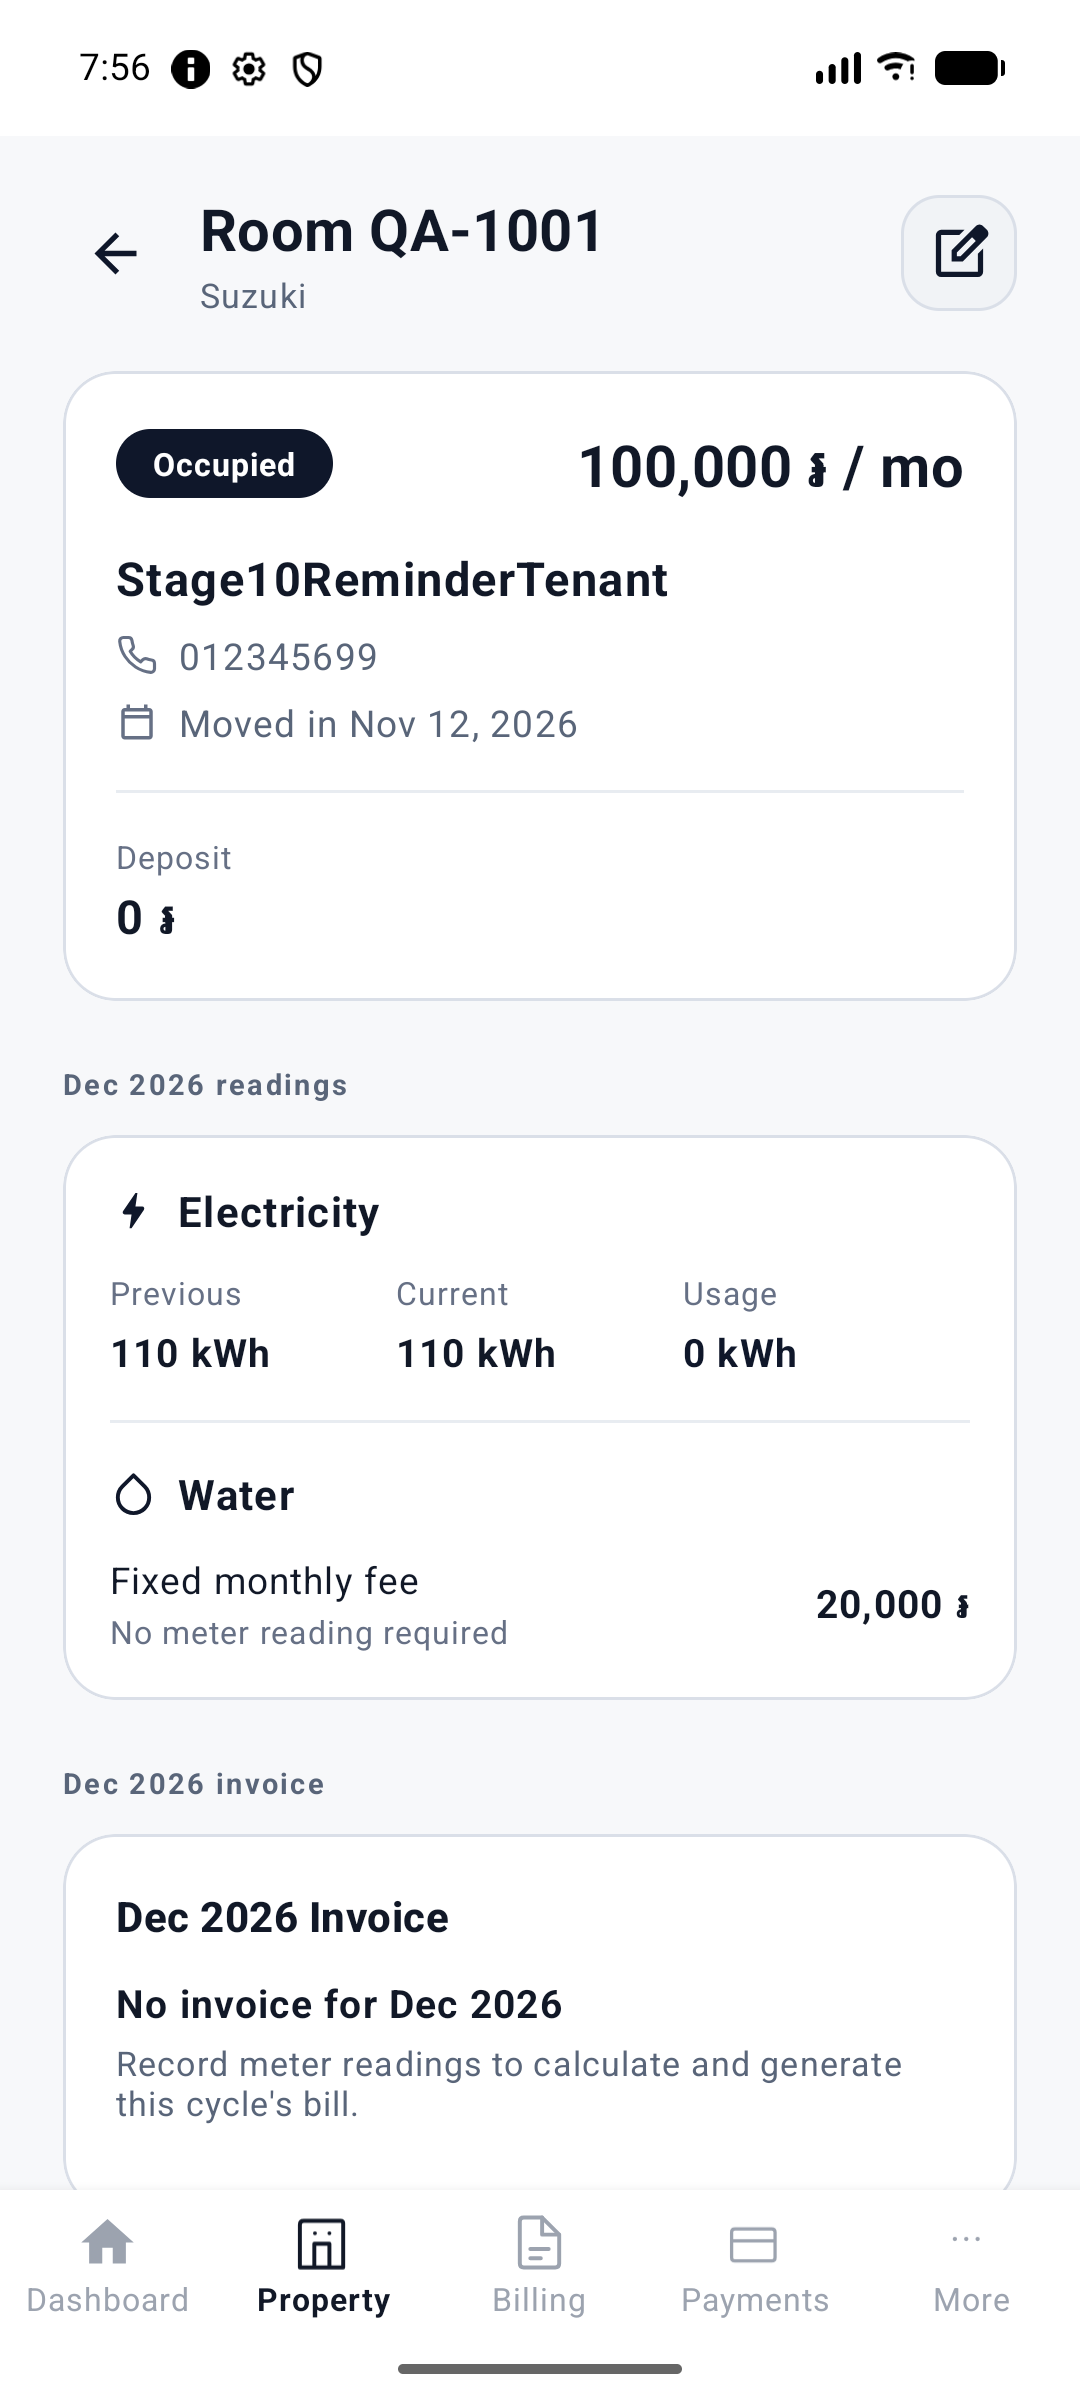 7:56
Room QA-1001
Suzuki
Occupied
100,000 ៛ / mo
Stage10ReminderTenant
012345699
Moved in Nov 12, 2026
Deposit
0 ៛
Dec 2026 readings
Electricity
Previous Current Usage
110 kWh 110 kWh 0 kWh
Water
Fixed monthly fee
20,000 ៛
No meter reading required
Dec 2026 invoice
Dec 2026 Invoice
No invoice for Dec 2026
Record meter readings to calculate and generate
this cycle's bill.
Dashboard Property Billing Payments More